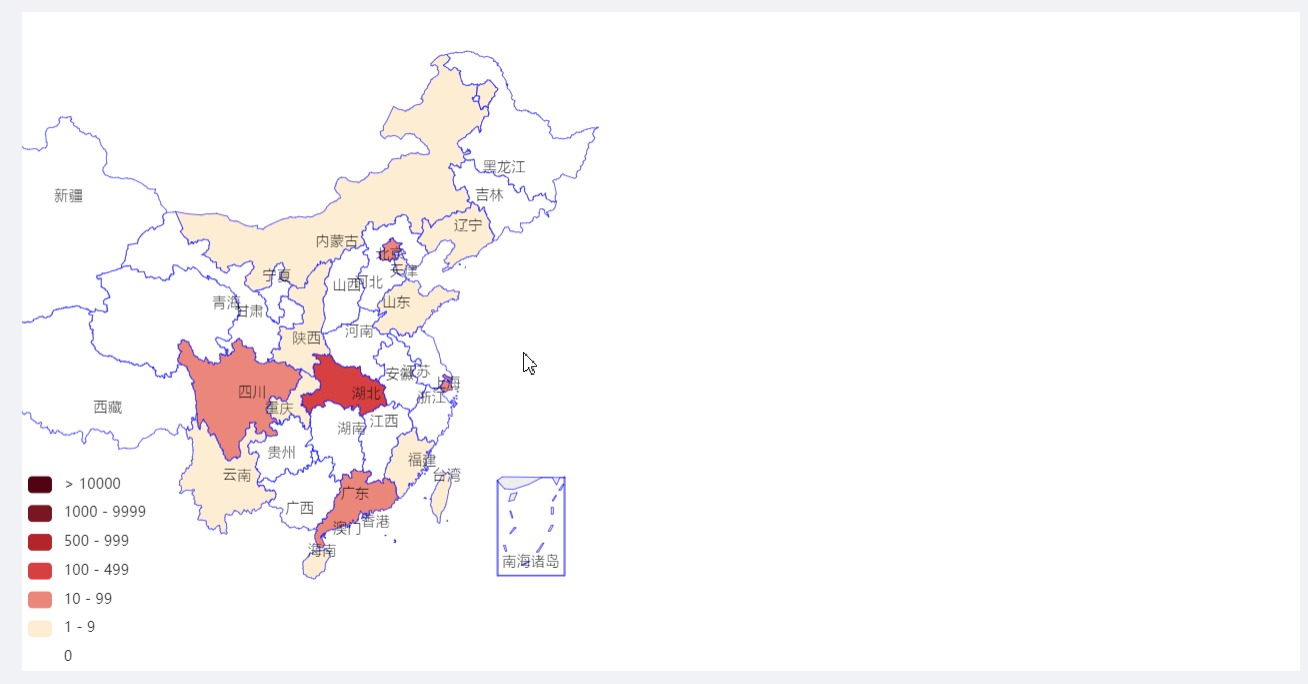 黑龙江
吉林
新疆
辽宁
内蒙古
北京
天津
宁夏
山西
河北
青海
甘肃
山东
河南
陕西
安徽
江苏
上海
四川
湖北
浙江
重庆
西藏
江西
湖南
贵州
福建
云南
台湾
广东
广西
香港
澳门
海南
南海诸岛
> 10000
1000 - 9999
500 - 999
100 - 499
10 - 99
1 - 9
0